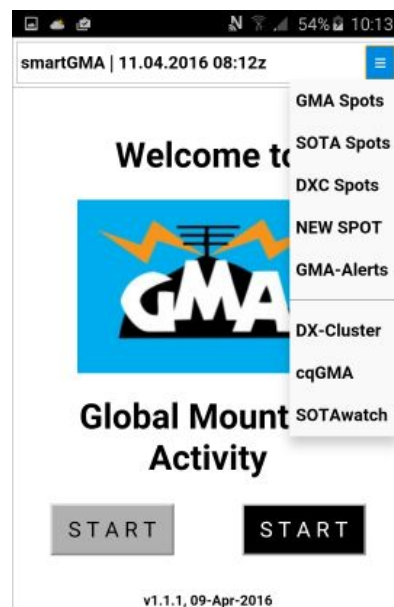 54% 10:13
smartGMA | 11.04.2016 08:12z
≡
GMA Spots
SOTA Spots
DXC Spots
NEW SPOT
GMA-Alerts
DX-Cluster
cqGMA
SOTAwatch
Welcome to
GMA
Global Mount
Activity
START
START
v1.1.1, 09-Apr-2016